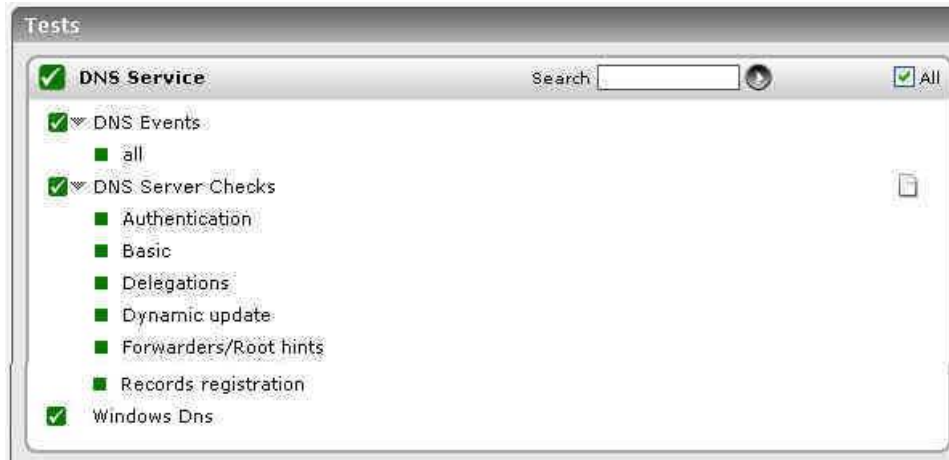 Tests
DNS Service Search All
DNS Events
all
DNS Server Checks
Authentication
Basic
Delegations
Dynamic update
Forwarders/Root hints
Records registration
Windows Dns